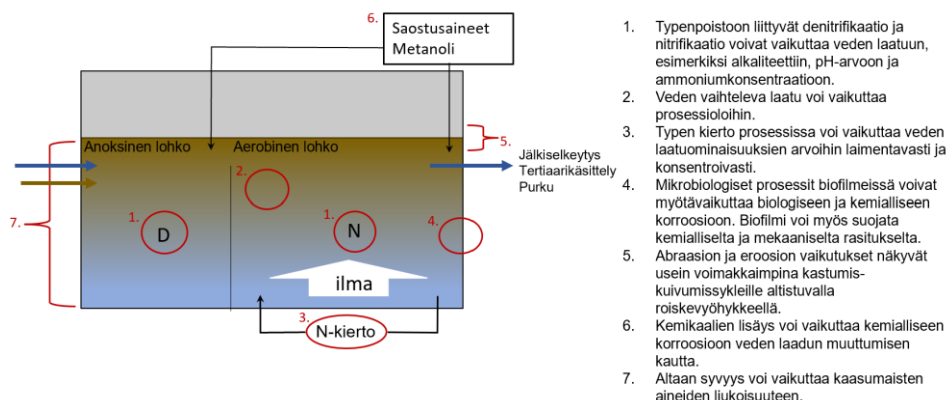 6.
Saostusaineet
Metanoli
Anoksinen lohko
Aerobinen lohko
5.
Jälkiselkeytys
Tertiaarikäsittely
Purku
2.
7.
1.
D
1.
N
4.
ilma
3.
N-kierto
1. Typenpoistoon liittyvät denitrifikaatio ja
nitrifikaatio voivat vaikuttaa veden laatuun,
esimerkiksi alkaliteettiin, pH-arvoon ja
ammoniumkonsentraatioon.
2. Veden vaihteleva laatu voi vaikuttaa
prosessioloihin.
3. Typen kierto prosessissa voi vaikuttaa veden
laatuominaisuuksien arvoihin laimentavasti ja
konsentroivasti.
4. Mikrobiologiset prosessit biofilmeissä voivat
myötävaikuttaa biologiseen ja kemialliseen
korroosioon. Biofilmi voi myös suojata
kemialliselta ja mekaaniselta rasitukselta.
5. Abraasion ja eroosion vaikutukset näkyvät
usein voimakkaimpina kastumis-
kuivumissykleille altistuvalla
roiskevyöhykkeellä.
6. Kemikaalien lisäys voi vaikuttaa kemialliseen
korroosioon veden laadun muuttumisen
kautta.
7. Altaan syvyys voi vaikuttaa kaasumaisten
aineiden liukoisuuteen.